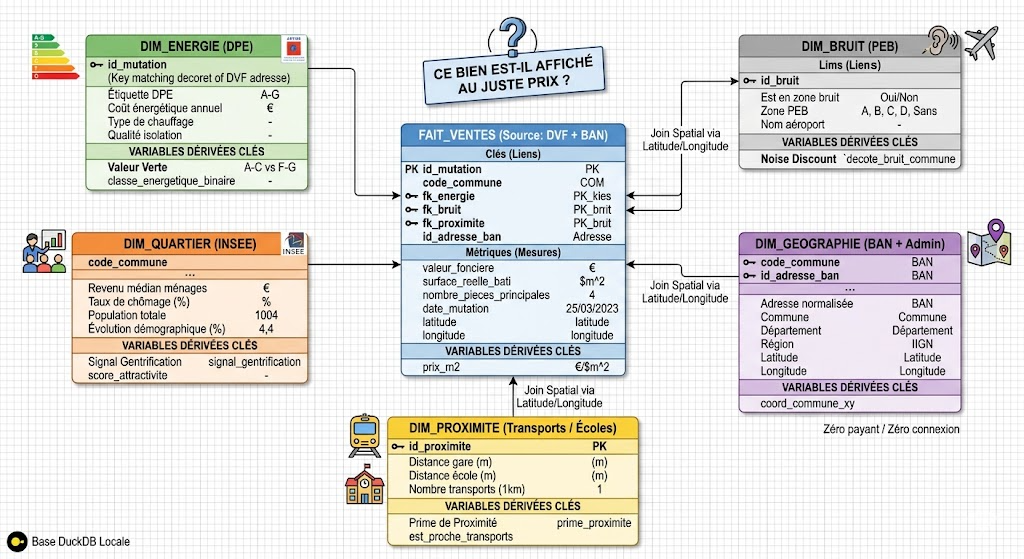 CE BIEN EST-IL AFFICHÉ
AU JUSTE PRIX ?
DIM_ENERGIE (DPE)
id_mutation
(Key matching decoret of DVF adresse)
Étiquette DPE A-G
Coût énergétique annuel €
Type de chauffage -
Qualité isolation -
VARIABLES DÉRIVÉES CLÉS
Valeur Verte A-C vs F-G
classe_energetique_binaire -
DIM_BRUIT (PEB)
Lims (Liens)
id_bruit
Est en zone bruit Oui/Non
Zone PEB A, B, C, D, Sans
Nom aéroport -
VARIABLES DÉRIVÉES CLÉS
Noise Discount `decote_bruit_commune
Join Spatial via
Latitude/Longitude
FAIT_VENTES (Source: DVF + BAN)
Clés (Liens)
PK id_mutation PK
code_commune COM
fk_energie PK_kies
fk_bruit PK_bruit
fk_proximite PK_brut
id_adresse_ban Adresse
Métriques (Mesures)
valeur_fonciere €
surface_reelle_bati $m^2
nombre_pieces_principales 4
date_mutation 25/03/2023
latitude latitude
longitude longitude
VARIABLES DÉRIVÉES CLÉS
prix_m2 €/$m^2
DIM_QUARTIER (INSEE)
INSEE
code_commune
...
Revenu médian ménages €
Taux de chômage (%) %
Population totale 1004
Évolution démographique (%) 4,4
VARIABLES DÉRIVÉES CLÉS
Signal Gentrification signal_gentrification
score_attractivite -
DIM_GEOGRAPHIE (BAN + Admin)
code_commune BAN
id_adresse_ban BAN
...
Adresse normalisée BAN
Commune Commune
Département Département
Région IIGN
Latitude Latitude
Longitude Longitude
VARIABLES DÉRIVÉES CLÉS
coord_commune_xy
Join Spatial via
Latitude/Longitude
Zéro payant / Zéro connexion
Join Spatial via
Latitude/Longitude
DIM_PROXIMITE (Transports / Écoles)
id_proximite PK
Distance gare (m) (m)
Distance école (m) (m)
Nombre transports (1km) 1
VARIABLES DÉRIVÉES CLÉS
Prime de Proximité prime_proximite
est_proche_transports
Base DuckDB Locale